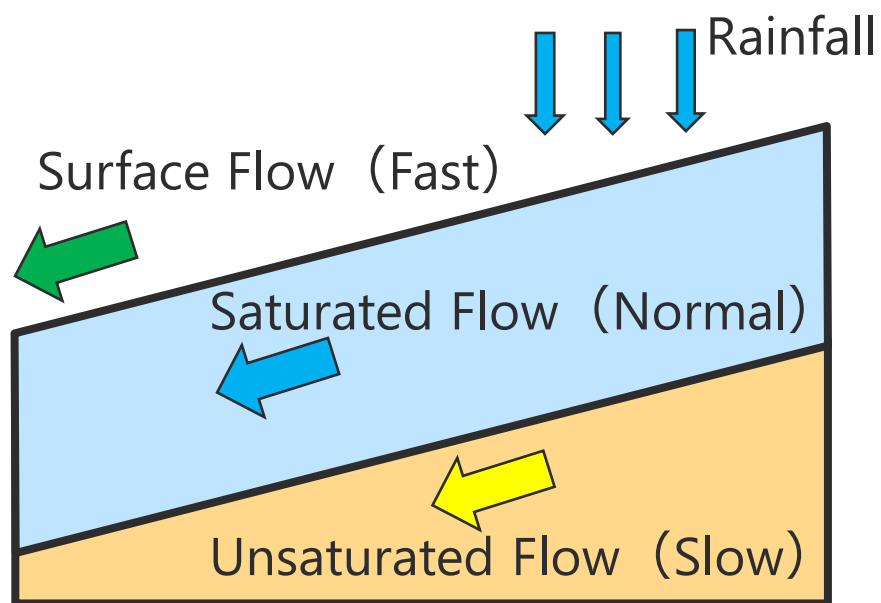 Rainfall
Surface Flow（Fast）
Saturated Flow（Normal）
Unsaturated Flow（Slow）